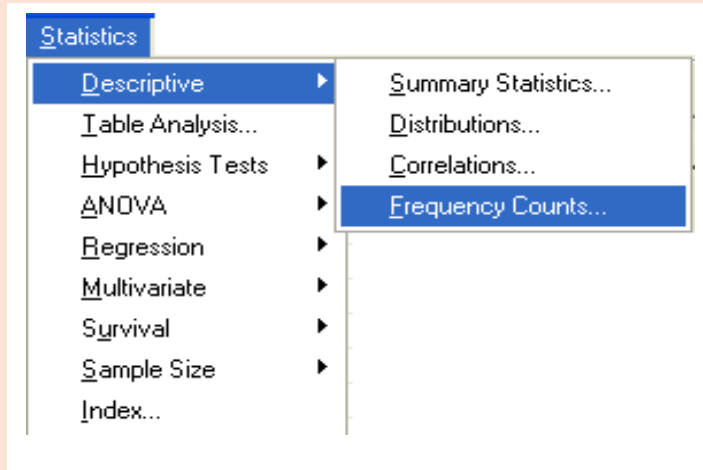 Statistics
Descriptive
Table Analysis...
Hypothesis Tests
ANOVA
Regression
Multivariate
Survival
Sample Size
Index...
Summary Statistics...
Distributions...
Correlations...
Frequency Counts...